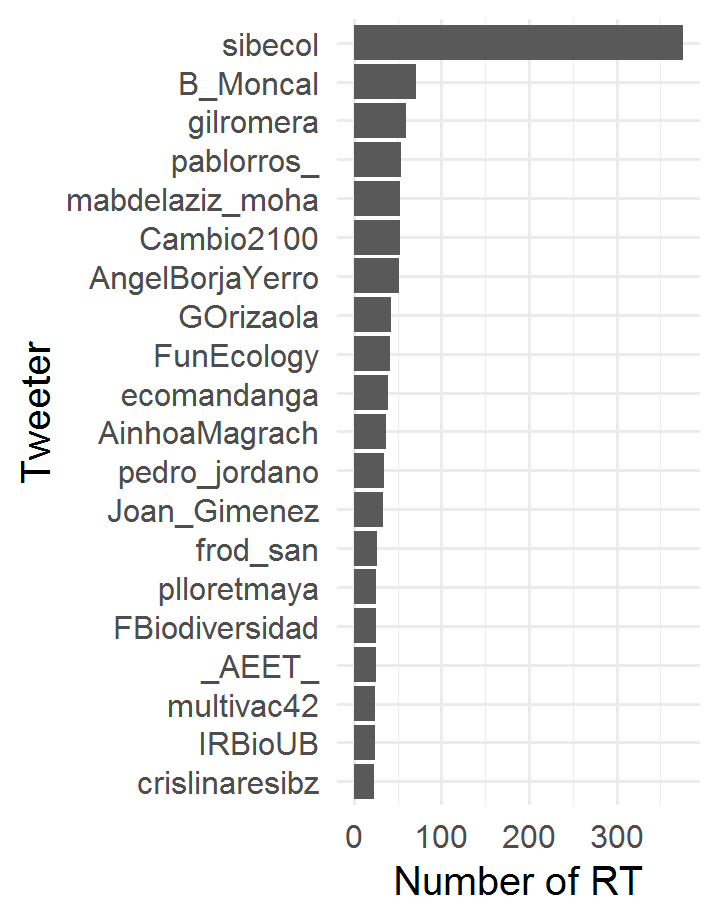 sibecol
B_Moncal
gilromera
pablorros_
mabdelaziz_moha
Cambio2100
AngelBorjaYerro
GOrizaola
FunEcology
ecomandanga
AinhoaMagrach
pedro_jordano
Joan_Gimenez
frod_san
plloretmaya
FBiodiversidad
_AEET_
multivac42
IRBioUB
crislinaresibz
Tweeter
0 100 200 300
Number of RT